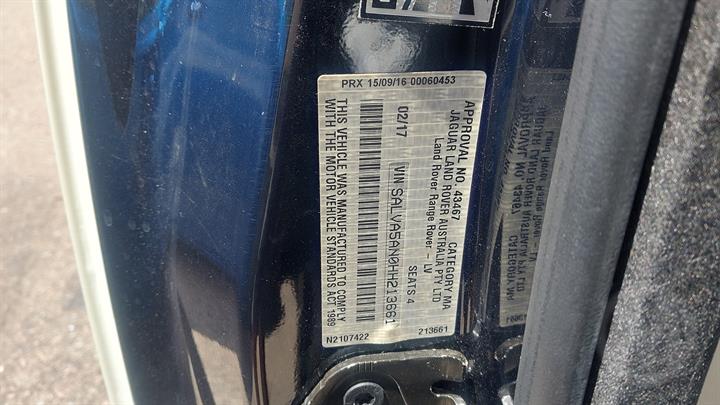 PRX 15/09/16 00060453
APPROVAL NO. 43467 CATEGORY MA
JAGUAR LAND ROVER AUSTRALIA PTY LTD
Land Rover Range Rover - LV
02/17 SEATS 4
VIN SALVA5AN0HH213661
THIS VEHICLE WAS MANUFACTURED TO COMPLY
WITH THE MOTOR VEHICLE STANDARDS ACT 1989
N2107422 213661